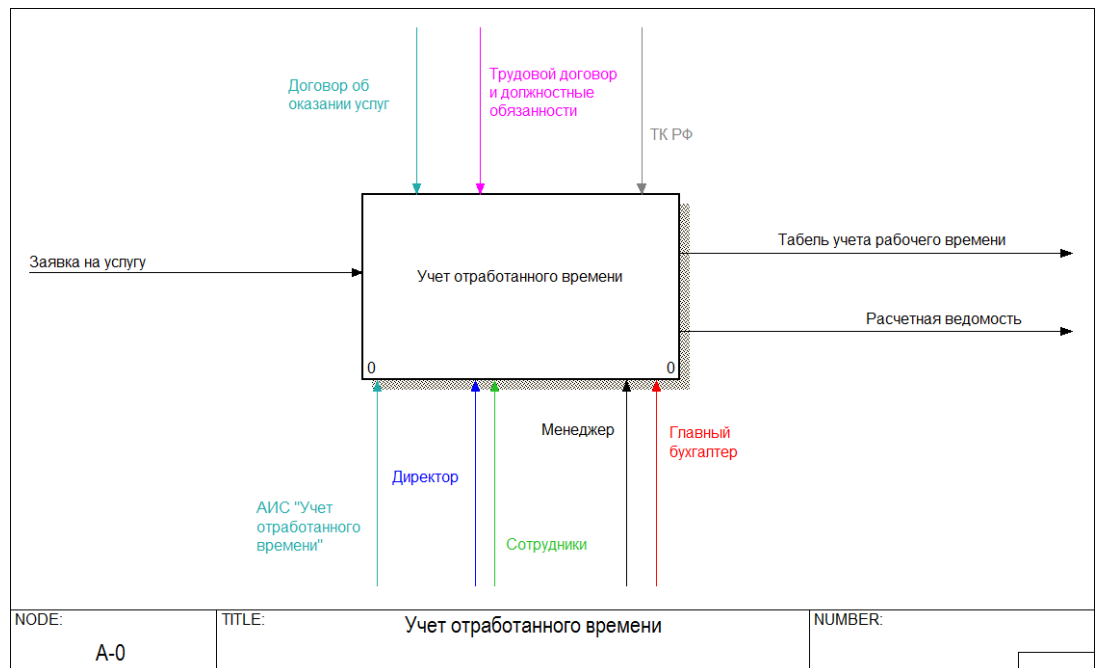 Договор об
оказании услуг
Трудовой договор
и должностные
обязанности
ТК РФ
Заявка на услугу
Учет отработанного времени
Табель учета рабочего времени
Расчетная ведомость
0
0
Менеджер
Главный
бухгалтер
Директор
АИС "Учет
отработанного
времени"
Сотрудники
NODE:
TITLE:
Учет отработанного времени
NUMBER:
A-0